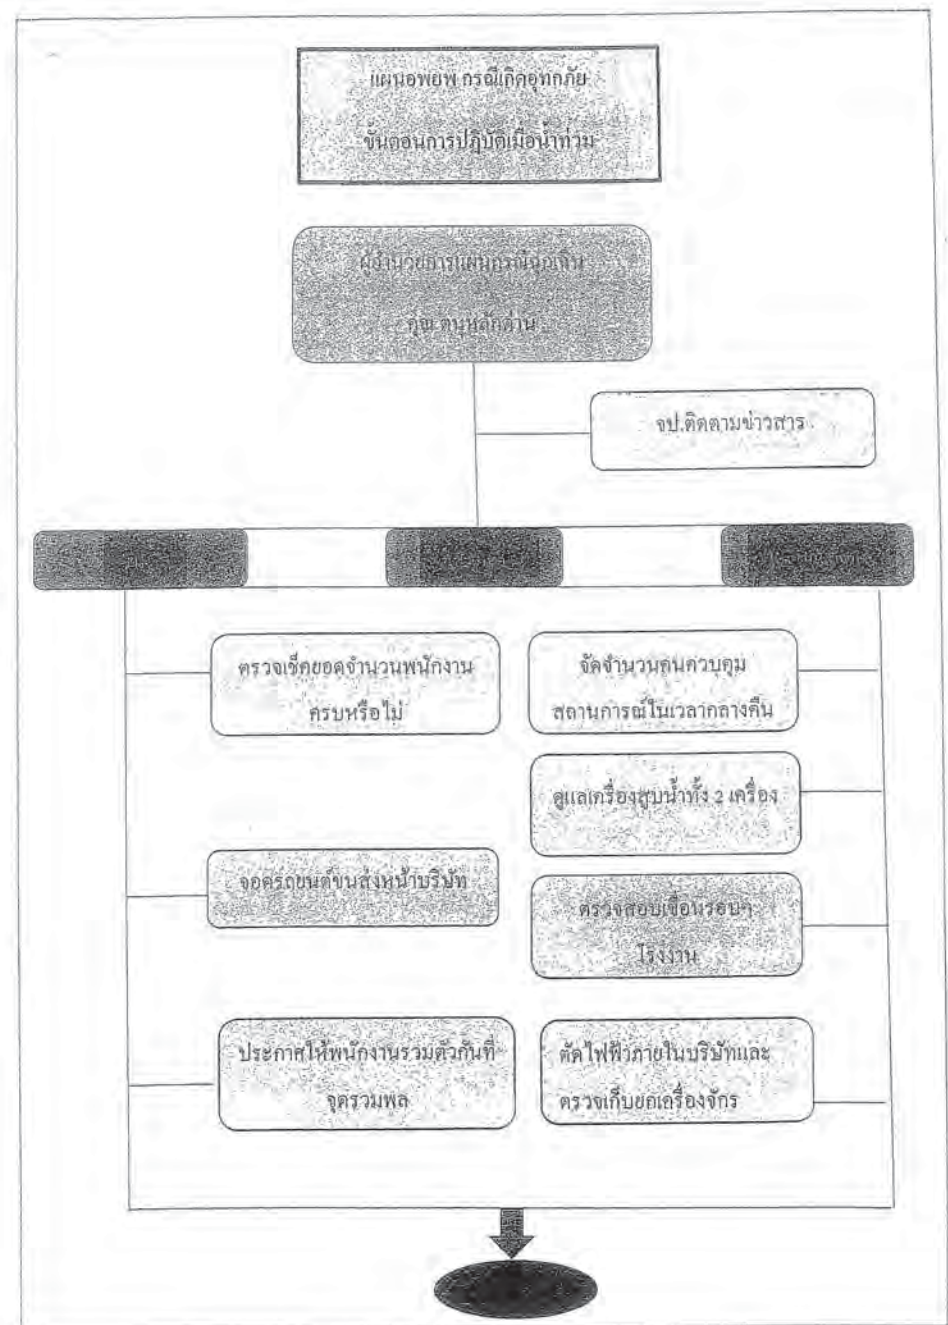 แผนอพยพ กรณีเกิดอุทกภัย
ขั้นตอนการปฏิบัติเมื่อน้ำท่วม
ผู้อำนวยการแผนกรณีฉุกเฉิน
คุณ
จป.ติดตามข่าวสาร
ตรวจเช็คยอดจำนวนพนักงาน
ครบหรือไม่
จัดจำนวนคนควบคุม
สถานการณ์ในเวลากลางคืน
ดูแลเครื่องสูบน้ำทั้ง 2 เครื่อง
จอดรถยนต์ขนส่งหน้าบริษัท
ตรวจสอบเขื่อนรอบๆ
โรงงาน
ประกาศให้พนักงานรวมตัวกันที่
จุดรวมพล
ตัดไฟฟ้าภายในบริษัทและ
ตรวจเก็บยกเครื่องจักร